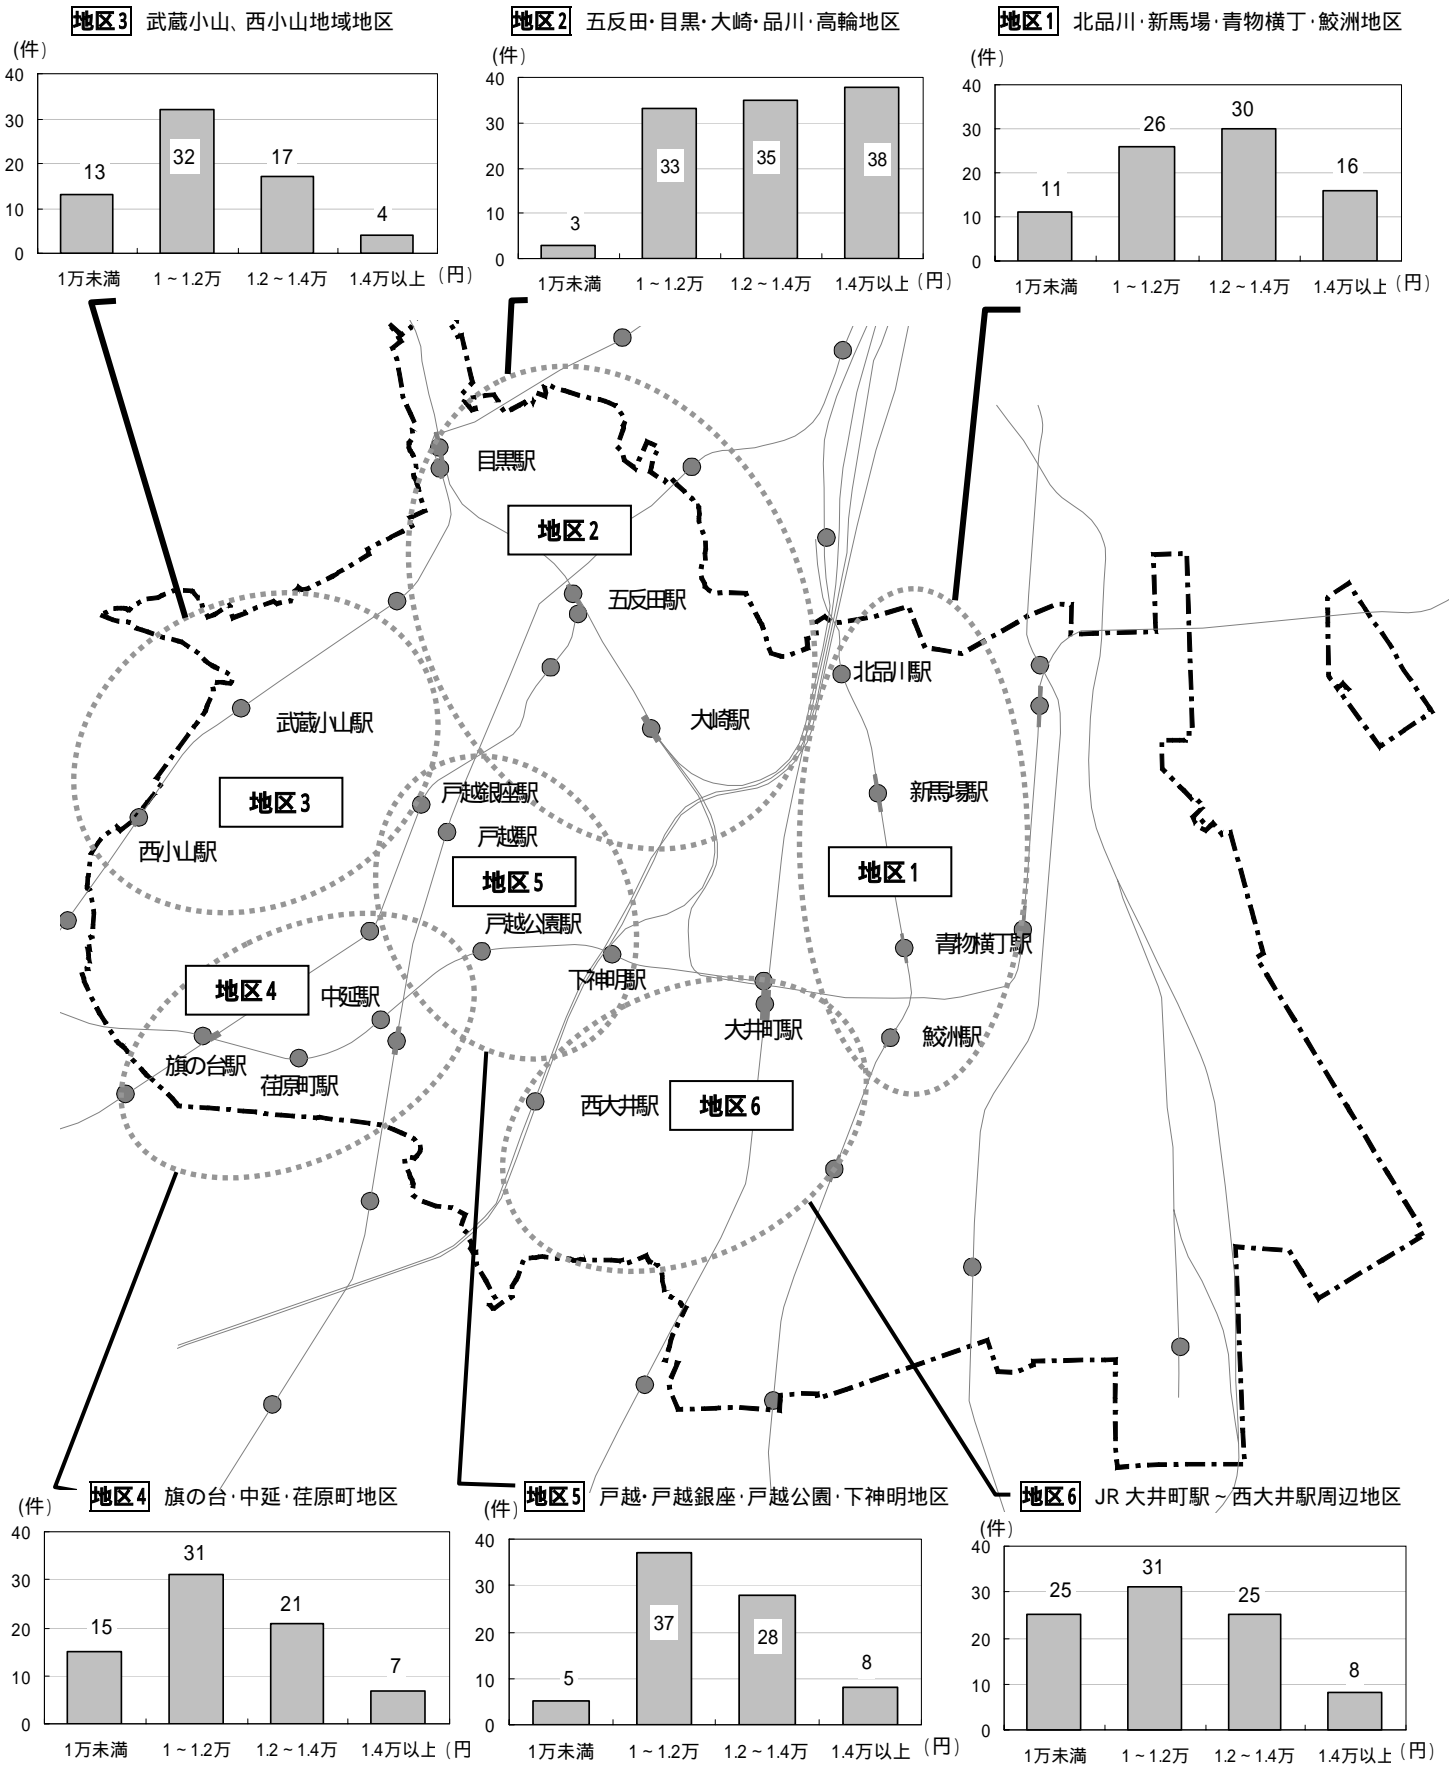 地区3 武蔵小山、西小山地域地区
(件)
40
30
20
10
0
13
32
17
4
1万未満 1～1.2万 1.2～1.4万 1.4万以上 (円)
地区2 五反田・目黒・大崎・品川・高輪地区
(件)
40
30
20
10
0
3
33
35
38
1万未満 1～1.2万 1.2～1.4万 1.4万以上 (円)
地区1 北品川・新馬場・青物横丁・鮫洲地区
(件)
40
30
20
10
0
11
26
30
16
1万未満 1～1.2万 1.2～1.4万 1.4万以上 (円)
目黒駅
地区2
五反田駅
北品川駅
武蔵小山駅
大崎駅
地区3
戸越銀座駅
新馬場駅
西小山駅
戸越駅
地区5
地区1
戸越公園駅
青物横丁駅
地区4
中延駅
下神明駅
大井町駅
鮫洲駅
旗の台駅
荏原町駅
西大井駅
地区6
地区4 旗の台・中延・荏原町地区
(件)
40
30
20
10
0
15
31
21
7
1万未満 1～1.2万 1.2～1.4万 1.4万以上 (円
地区5 戸越・戸越銀座・戸越公園・下神明地区
(件)
40
30
20
10
0
5
37
28
8
1万未満 1～1.2万 1.2～1.4万 1.4万以上 (円)
地区6 JR 大井町駅～西大井駅周辺地区
(件)
40
30
20
10
0
25
31
25
8
1万未満 1～1.2万 1.2～1.4万 1.4万以上 (円)